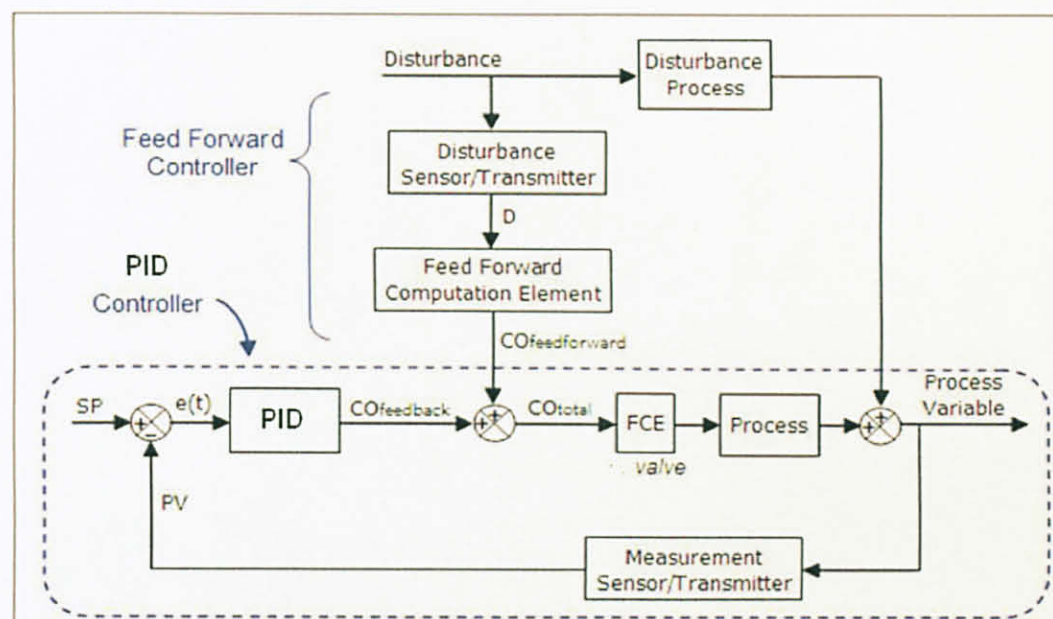 Disturbance
Disturbance
Process
Feed Forward
Controller
Disturbance
Sensor/Transmitter
D
PID
Controller
Feed Forward
Computation Element
COfeedforward
SP
e(t)
PID
COfeedback
COtotal
FCE
valve
Process
Process
Variable
PV
Measurement
Sensor/Transmitter